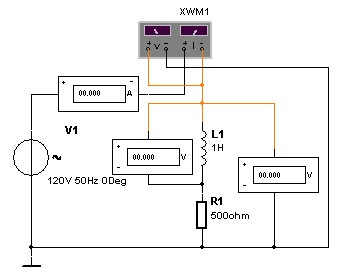 XWM1
+ V - + I -
+ 00.000 A -
V1
120V 50Hz 0Deg
+ 00.000 V -
L1
1H
+ 00.000 V -
R1
500ohm